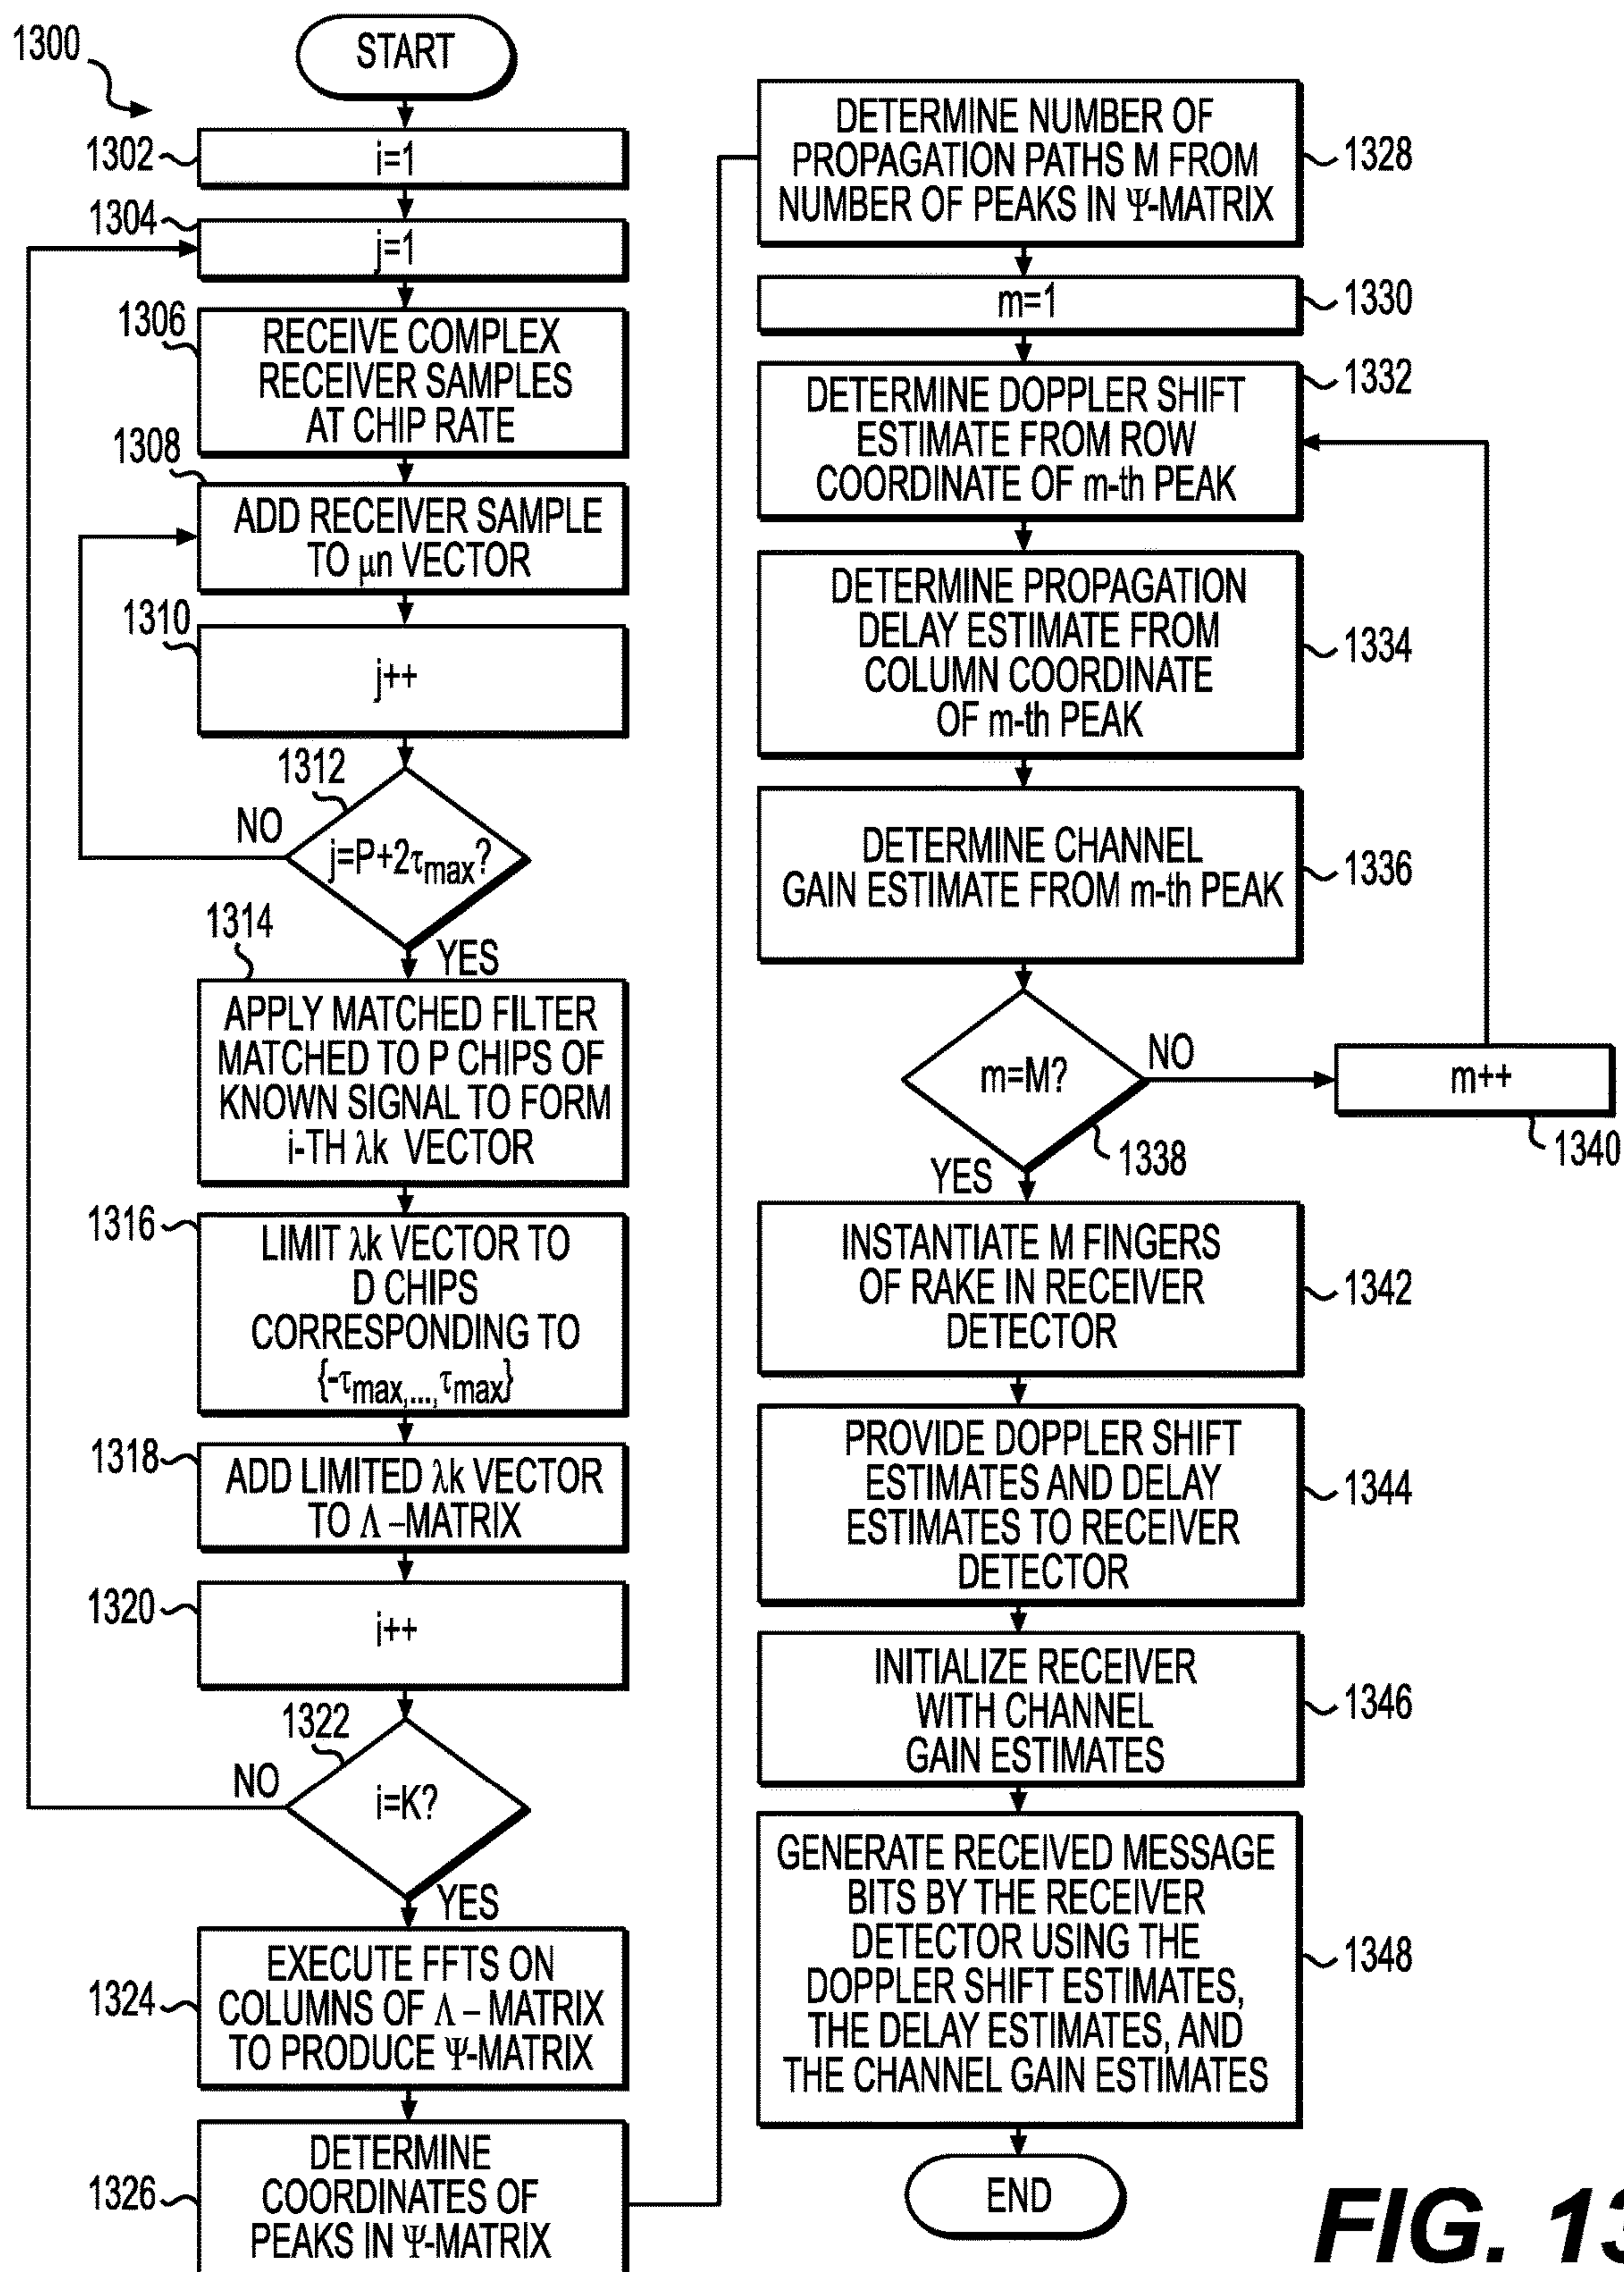 1300
START
1302
i=1
1304
j=1
1306
RECEIVE COMPLEX
RECEIVER SAMPLES
AT CHIP RATE
1308
ADD RECEIVER SAMPLE
TO μn VECTOR
1310
j++
1312
NO
j=P+2τmax?
YES
1314
APPLY MATCHED FILTER
MATCHED TO P CHIPS OF
KNOWN SIGNAL TO FORM
i-TH λk VECTOR
1316
LIMIT λk VECTOR TO
D CHIPS
CORRESPONDING TO
{-τmax,...,τmax}
1318
ADD LIMITED λk VECTOR
TO Λ –MATRIX
1320
i++
1322
NO
i=K?
YES
1324
EXECUTE FFTS ON
COLUMNS OF Λ – MATRIX
TO PRODUCE Ψ-MATRIX
1326
DETERMINE
COORDINATES OF
PEAKS IN Ψ-MATRIX
DETERMINE NUMBER OF
PROPAGATION PATHS M FROM
NUMBER OF PEAKS IN Ψ-MATRIX
1328
m=1
1330
DETERMINE DOPPLER SHIFT
ESTIMATE FROM ROW
COORDINATE OF m-th PEAK
1332
DETERMINE PROPAGATION
DELAY ESTIMATE FROM
COLUMN COORDINATE
OF m-th PEAK
1334
DETERMINE CHANNEL
GAIN ESTIMATE FROM m-th PEAK
1336
m=M?
NO
1338
YES
m++
1340
INSTANTIATE M FINGERS
OF RAKE IN RECEIVER
DETECTOR
1342
PROVIDE DOPPLER SHIFT
ESTIMATES AND DELAY
ESTIMATES TO RECEIVER
DETECTOR
1344
INITIALIZE RECEIVER
WITH CHANNEL
GAIN ESTIMATES
1346
GENERATE RECEIVED MESSAGE
BITS BY THE RECEIVER
DETECTOR USING THE
DOPPLER SHIFT ESTIMATES,
THE DELAY ESTIMATES, AND
THE CHANNEL GAIN ESTIMATES
1348
END
FIG. 13